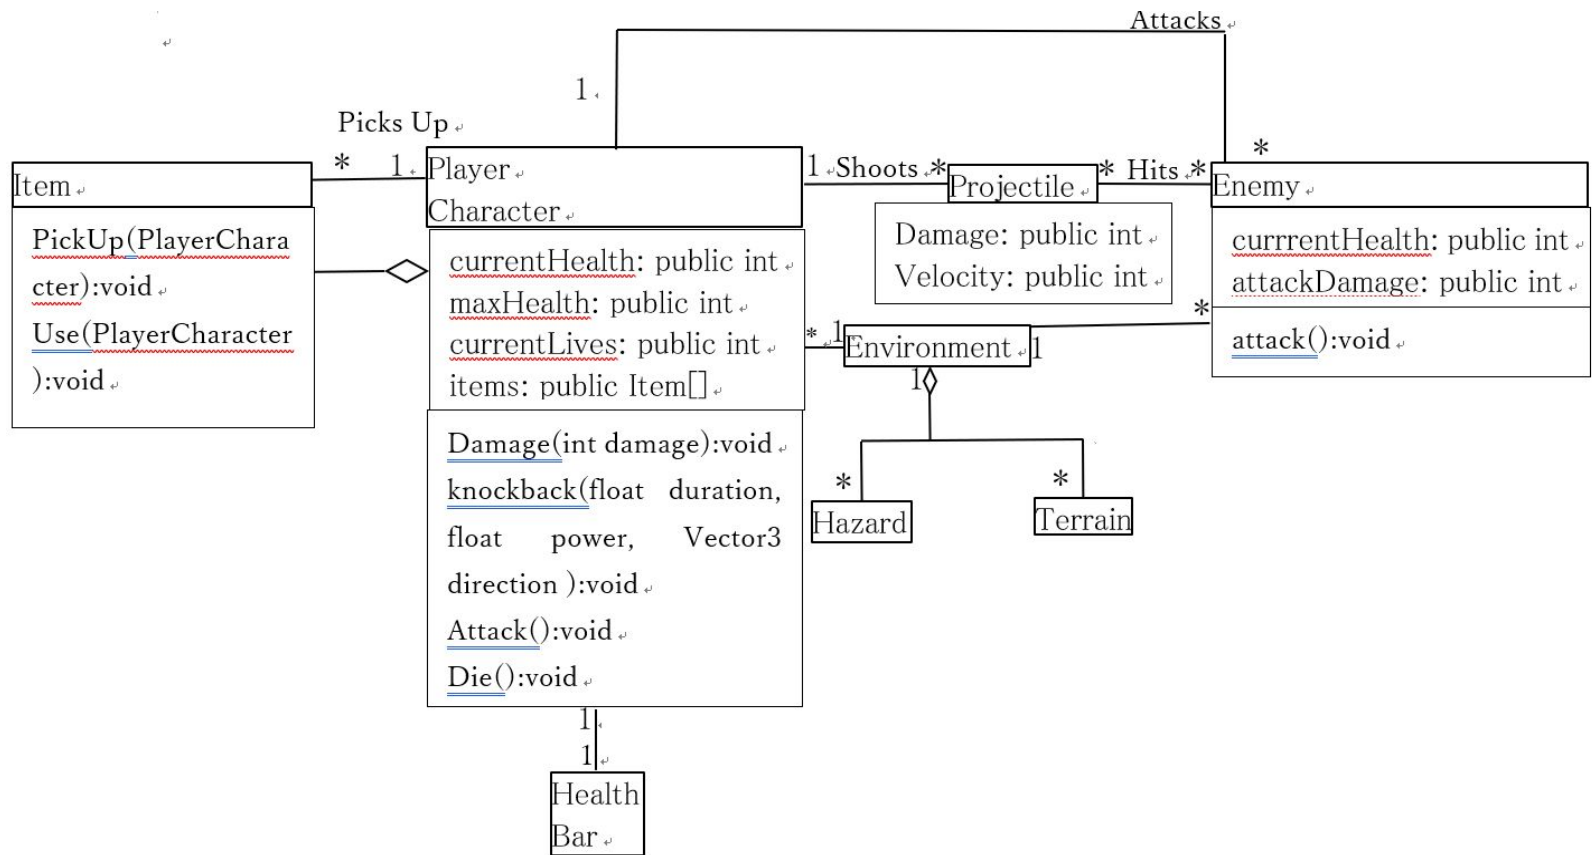 Attacks
1
Picks Up
* 1
Item
PickUp(PlayerChara
cter):void
Use(PlayerCharacter
):void
Player
Character
currentHealth: public int
maxHealth: public int
currentLives: public int
items: public Item[]
Damage(int damage):void
knockback(float duration,
float power, Vector3
direction ):void
Attack():void
Die():void
1
1
Health
Bar
1 Shoots *
Projectile
Damage: public int
Velocity: public int
* Hits *
*
Enemy
currrentHealth: public int
attackDamage: public int
attack():void
* 1
Environment
1
*
1
*
Hazard
*
Terrain